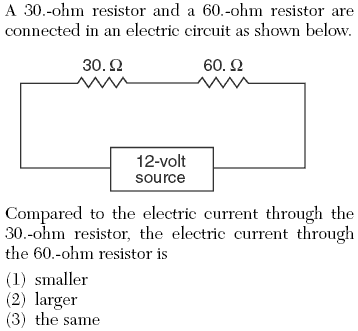 A 30.-ohm resistor and a 60.-ohm resistor are
connected in an electric circuit as shown below.
30. Ω 60. Ω
12-volt
source
Compared to the electric current through the
30.-ohm resistor, the electric current through
the 60.-ohm resistor is
(1) smaller
(2) larger
(3) the same